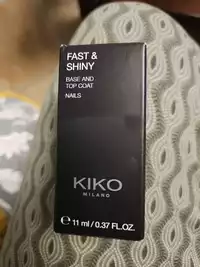 FAST &
SHINY
BASE AND
TOP COAT
NAILS
KIKO
MILANO
℮ 11 ml / 0.37 FL.OZ.